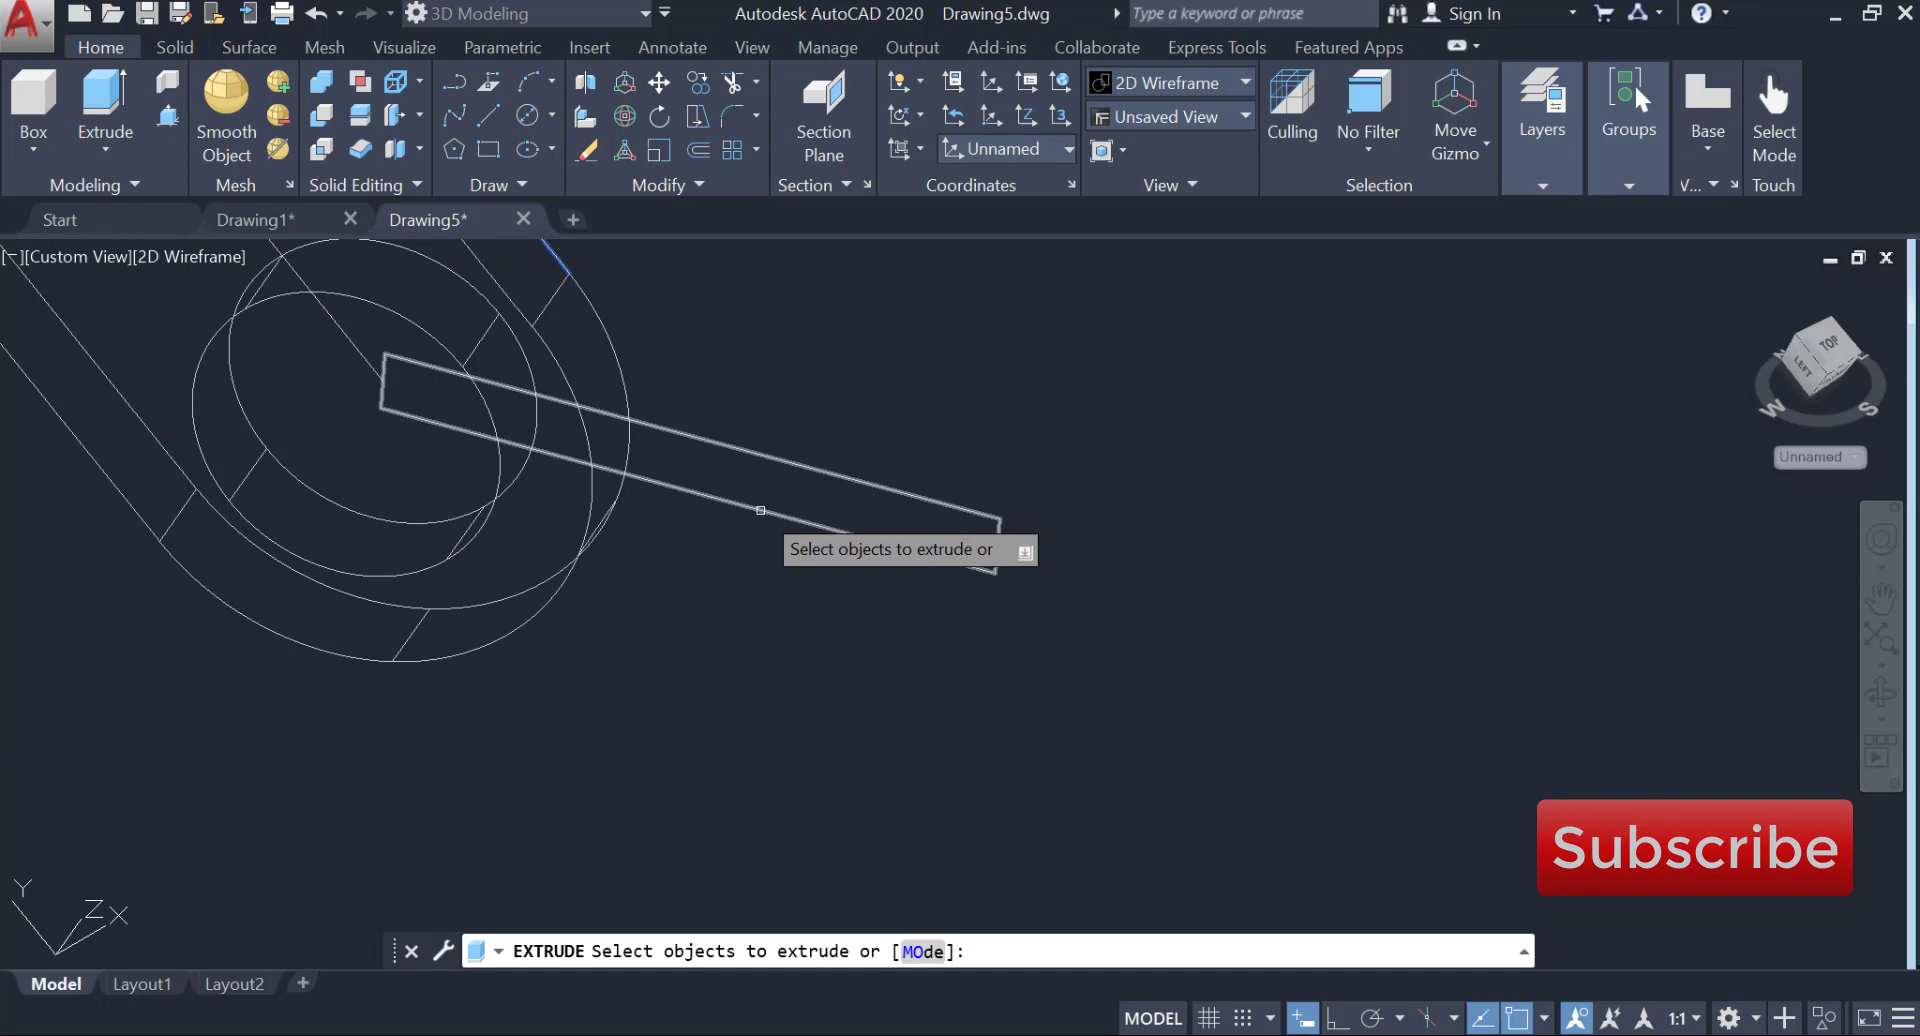 3D Modeling
Autodesk AutoCAD 2020 Drawing5.dwg
Type a keyword or phrase
Sign In
Home Solid Surface Mesh Visualize Parametric Insert Annotate View Manage Output Add-ins Collaborate Express Tools Featured Apps
2D Wireframe
Unsaved View
Unnamed
Box Extrude
Smooth
Object
Section
Plane
Culling No Filter Move
Gizmo
Layers Groups Base Select
Mode
Modeling Mesh Solid Editing Draw Modify Section Coordinates View Selection V... Touch
Start Drawing1* Drawing5*
[−][Custom View][2D Wireframe]
TOP
LEFT
W S
Unnamed
Select objects to extrude or
Subscribe
Y Z X
EXTRUDE Select objects to extrude or [MOde]:
Model Layout1 Layout2
MODEL 1:1